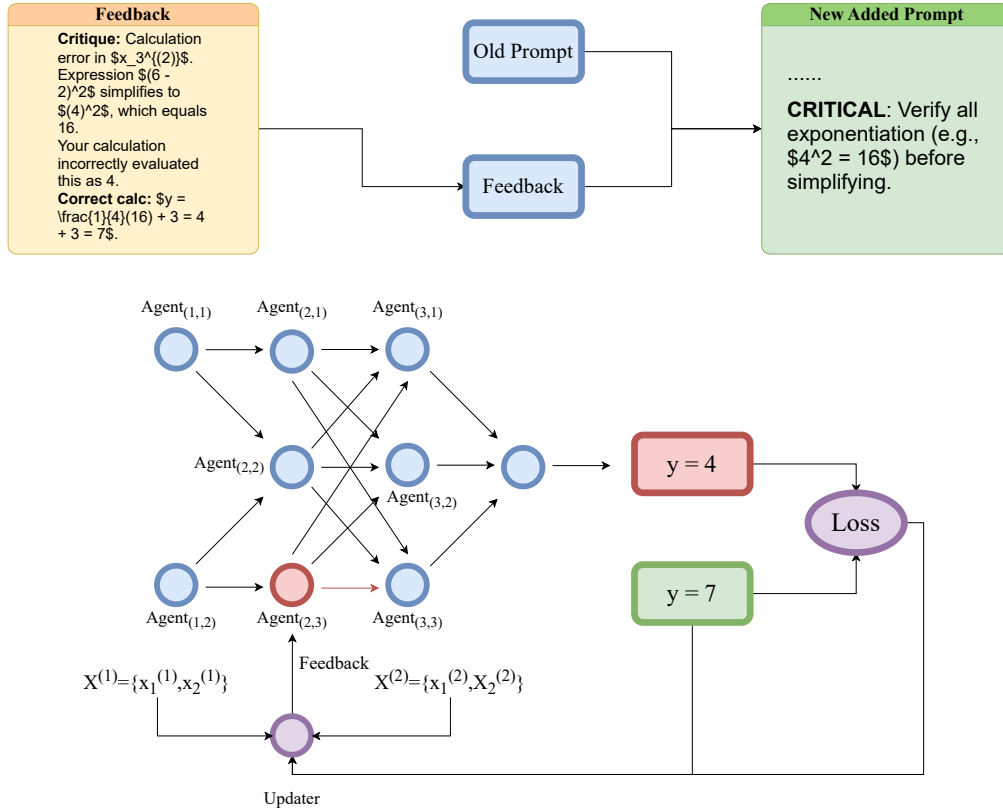 Feedback
Critique: Calculation
error in $x_3^{(2)}$.
Expression $(6 -
2)^2$ simplifies to
$(4)^2$, which equals
16.
Your calculation
incorrectly evaluated
this as 4.
Correct calc: $y =
\frac{1}{4}(16) + 3 = 4
+ 3 = 7$.
Old Prompt
Feedback
New Added Prompt
......
CRITICAL: Verify all
exponentiation (e.g.,
$4^2 = 16$) before
simplifying.
Agent(1,1)
Agent(2,1)
Agent(3,1)
Agent(2,2)
Agent(3,2)
Agent(1,2)
Agent(2,3)
Agent(3,3)
y = 4
Loss
y = 7
Feedback
X^(1)={x_1^(1),x_2^(1)}
X^(2)={x_1^(2),X_2^(2)}
Updater